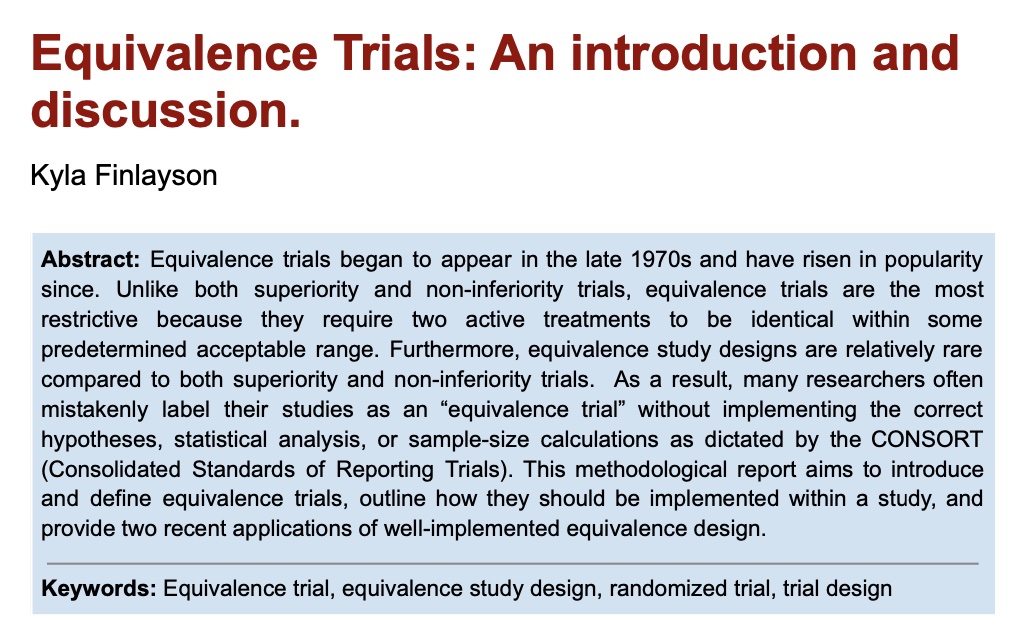 Equivalence Trials: An introduction and
discussion.
Kyla Finlayson
Abstract: Equivalence trials began to appear in the late 1970s and have risen in popularity
since. Unlike both superiority and non-inferiority trials, equivalence trials are the most
restrictive because they require two active treatments to be identical within some
predetermined acceptable range. Furthermore, equivalence study designs are relatively rare
compared to both superiority and non-inferiority trials.  As a result, many researchers often
mistakenly label their studies as an “equivalence trial” without implementing the correct
hypotheses, statistical analysis, or sample-size calculations as dictated by the CONSORT
(Consolidated Standards of Reporting Trials). This methodological report aims to introduce
and define equivalence trials, outline how they should be implemented within a study, and
provide two recent applications of well-implemented equivalence design.
Keywords: Equivalence trial, equivalence study design, randomized trial, trial design